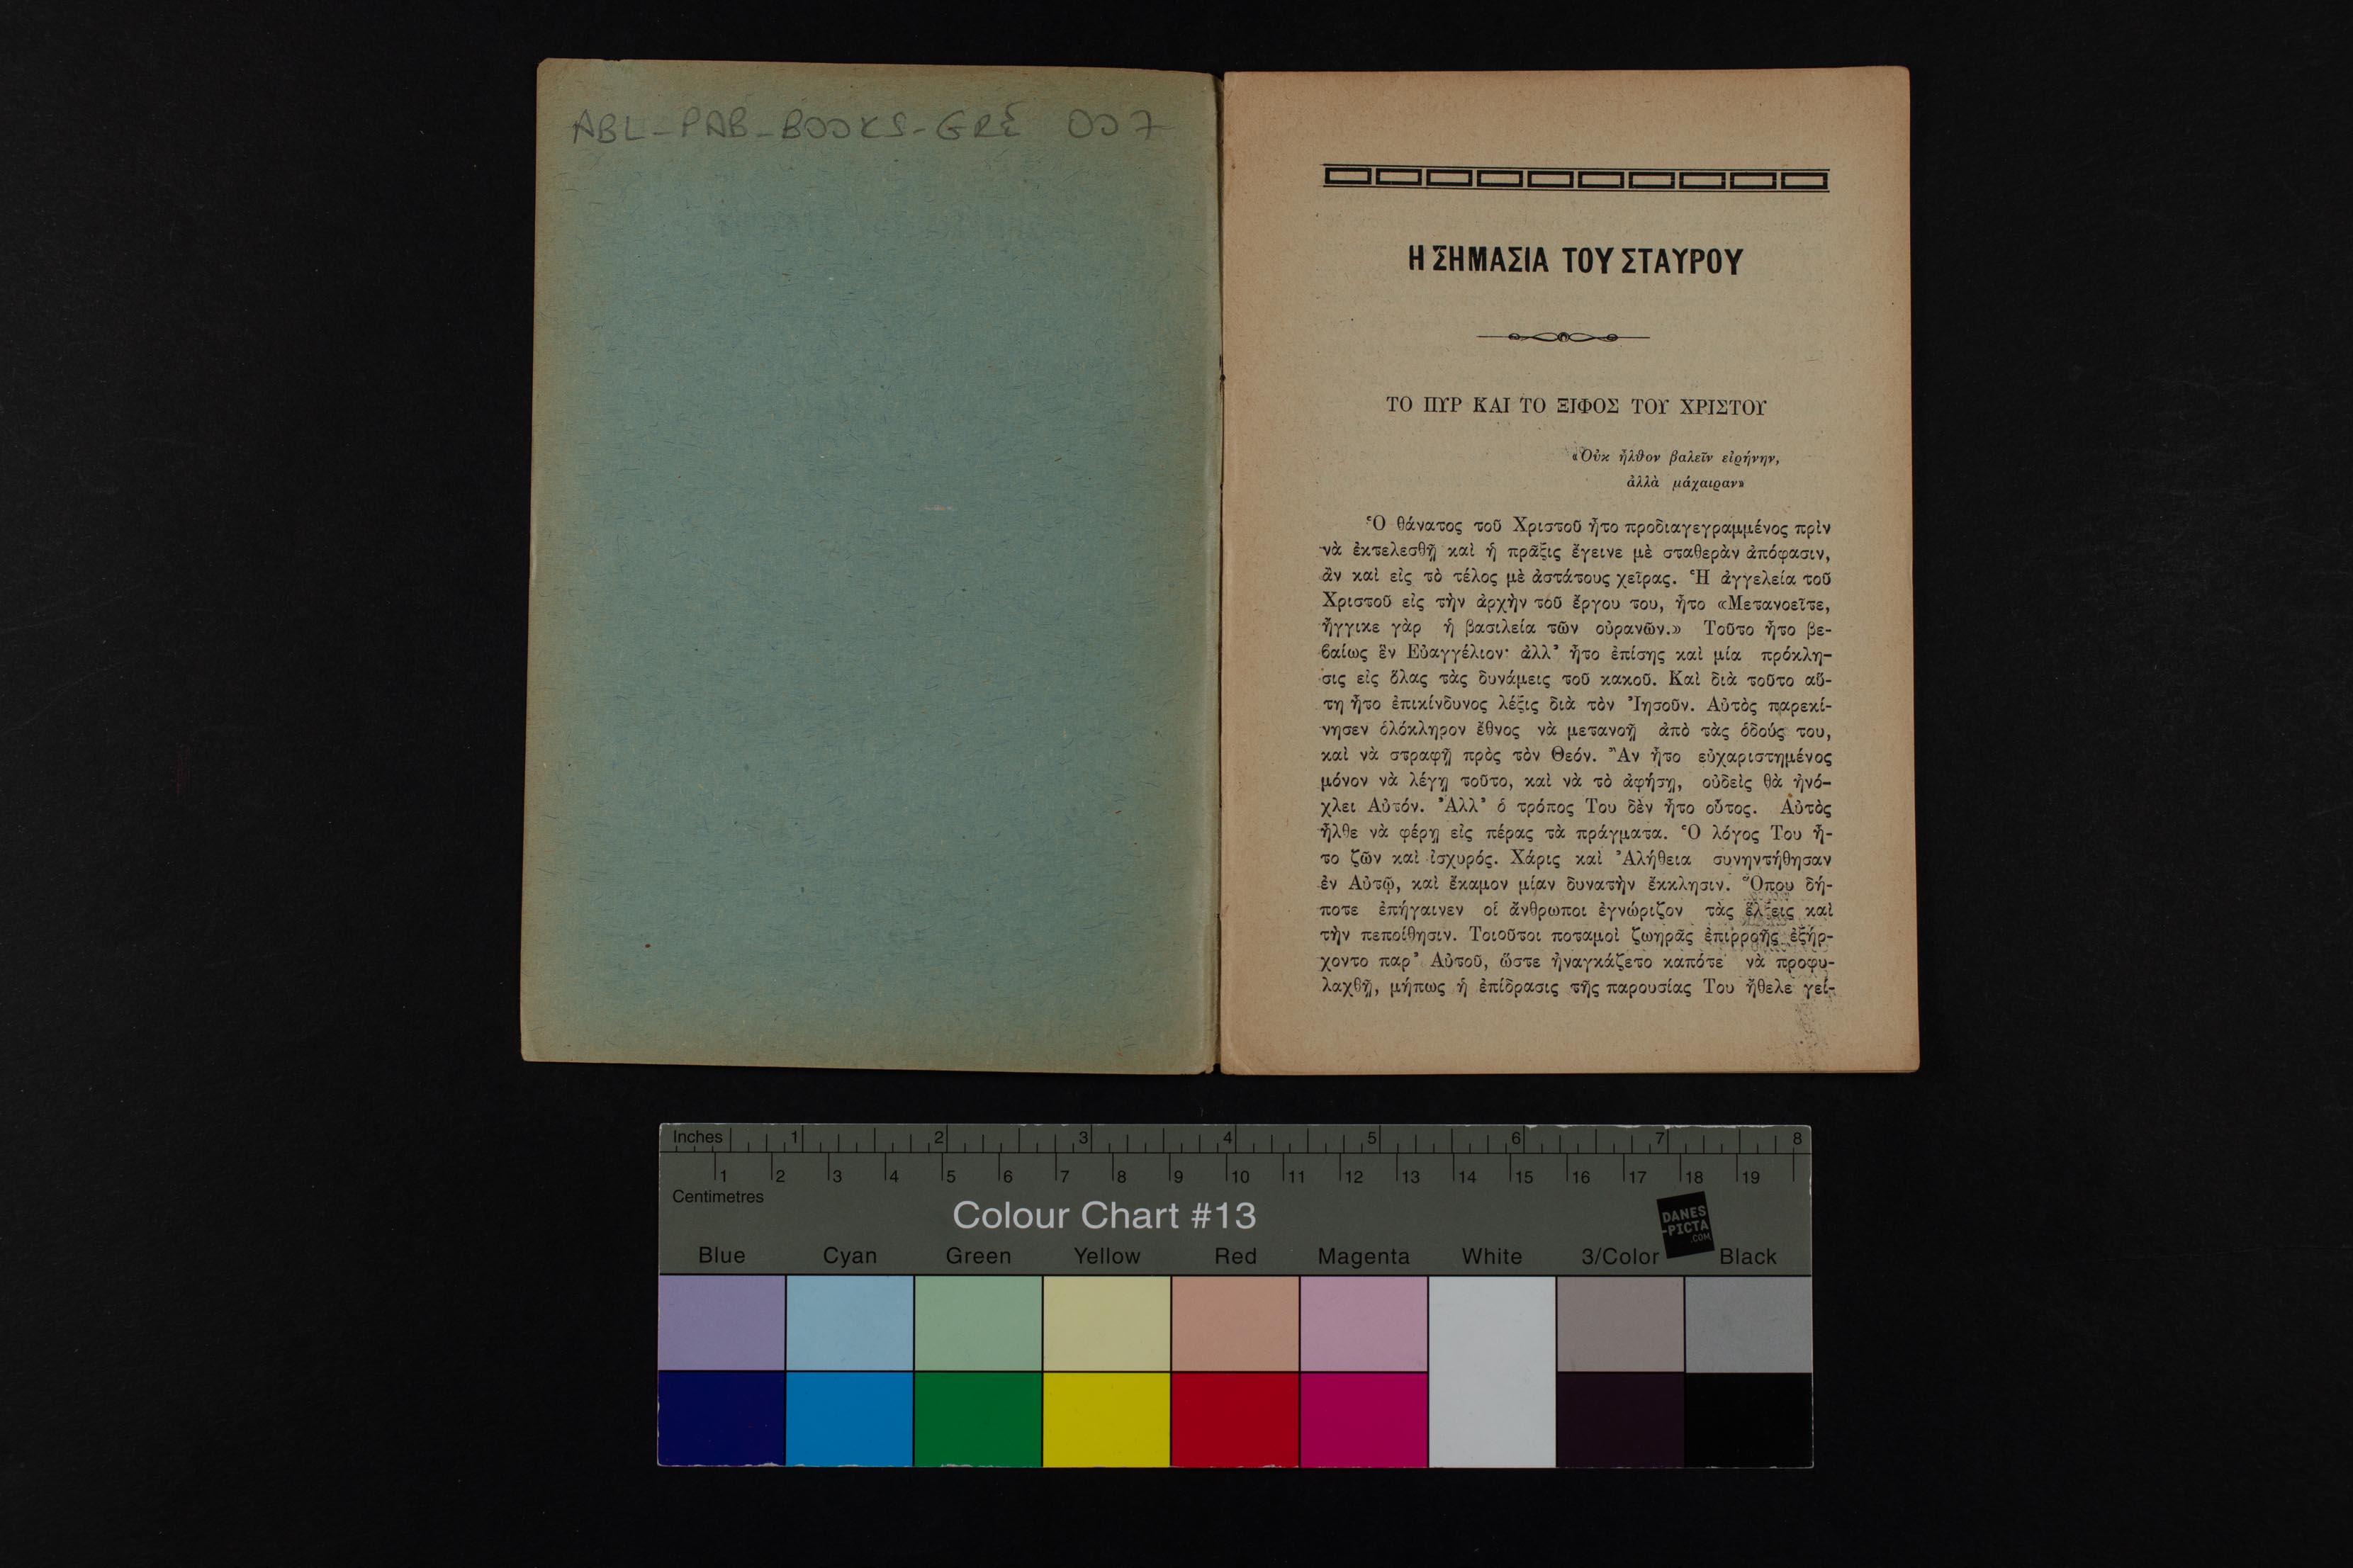 ABL-PAB-BOOKS-GRΣ 007
Η ΣΗΜΑΣΙΑ ΤΟΥ ΣΤΑΥΡΟΥ
ΤΟ ΠΥΡ ΚΑΙ ΤΟ ΞΙΦΟΣ ΤΟΥ ΧΡΙΣΤΟΥ
«Οὐκ ἦλθον βαλεῖν εἰρήνην,
ἀλλὰ μάχαιραν»
Ὁ θάνατος τοῦ Χριστοῦ ἦτο προδιαγεγραμμένος πρὶν
νὰ ἐκτελεσθῇ καὶ ἡ πρᾶξις ἔγεινε μὲ σταθερὰν ἀπόφασιν,
ἂν καὶ εἰς τὸ τέλος μὲ ἀστάτους χεῖρας. Ἡ ἀγγελεία τοῦ
Χριστοῦ εἰς τὴν ἀρχὴν τοῦ ἔργου του, ἦτο «Μετανοεῖτε,
ἤγγικε γὰρ ἡ βασιλεία τῶν οὐρανῶν.» Τοῦτο ἦτο βε-
βαίως ἓν Εὐαγγέλιον· ἀλλ' ἦτο ἐπίσης καὶ μία πρόκλη-
σις εἰς ὅλας τὰς δυνάμεις τοῦ κακοῦ. Καὶ διὰ τοῦτο αὕ-
τη ἦτο ἐπικίνδυνος λέξις διὰ τὸν Ἰησοῦν. Αὐτὸς παρεκί-
νησεν ὁλόκληρον ἔθνος νὰ μετανοῇ ἀπὸ τὰς ὁδούς του,
καὶ νὰ στραφῇ πρὸς τὸν Θεόν. Ἂν ἦτο εὐχαριστημένος
μόνον νὰ λέγῃ τοῦτο, καὶ νὰ τὸ ἀφήσῃ, οὐδεὶς θὰ ἠνό-
χλει Αὐτόν. Ἀλλ' ὁ τρόπος Του δὲν ἦτο οὗτος. Αὐτὸς
ἦλθε νὰ φέρῃ εἰς πέρας τὰ πράγματα. Ὁ λόγος Του ἦ-
το ζῶν καὶ ἰσχυρός. Χάρις καὶ Ἀλήθεια συνηντήθησαν
ἐν Αὐτῷ, καὶ ἔκαμον μίαν δυνατὴν ἔκκλησιν. Ὅπου δή-
ποτε ἐπήγαινεν οἱ ἄνθρωποι ἐγνώριζον τὰς ἕλξεις καὶ
τὴν πεποίθησιν. Τοιοῦτοι ποταμοὶ ζωηρᾶς ἐπιρροῆς ἐξήρ-
χοντο παρ' Αὐτοῦ, ὥστε ἠναγκάζετο καπότε νὰ προφυ-
λαχθῇ, μήπως ἡ ἐπίδρασις τῆς παρουσίας Του ἤθελε γεί-
Inches 1 2 3 4 5 6 7 8
1 2 3 4 5 6 7 8 9 10 11 12 13 14 15 16 17 18 19
Centimetres
Colour Chart #13
DANES
-PICTA
.COM
Blue Cyan Green Yellow Red Magenta White 3/Color Black